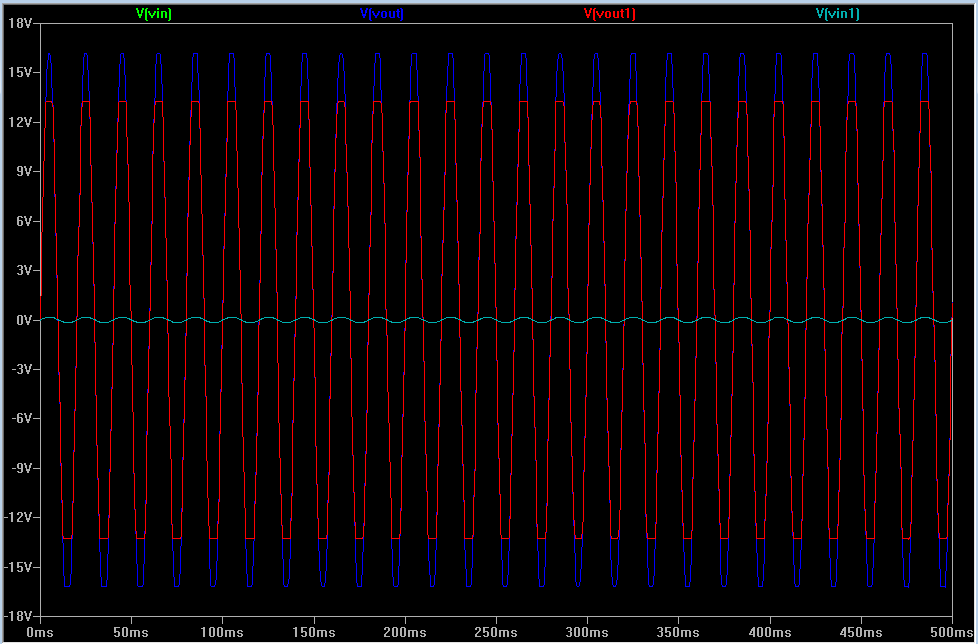 V(vin) V(vout) V(vout1) V(vin1)
18V
15V
12V
9V
6V
3V
0V
-3V
-6V
-9V
-12V
-15V
-18V
0ms 50ms 100ms 150ms 200ms 250ms 300ms 350ms 400ms 450ms 500ms